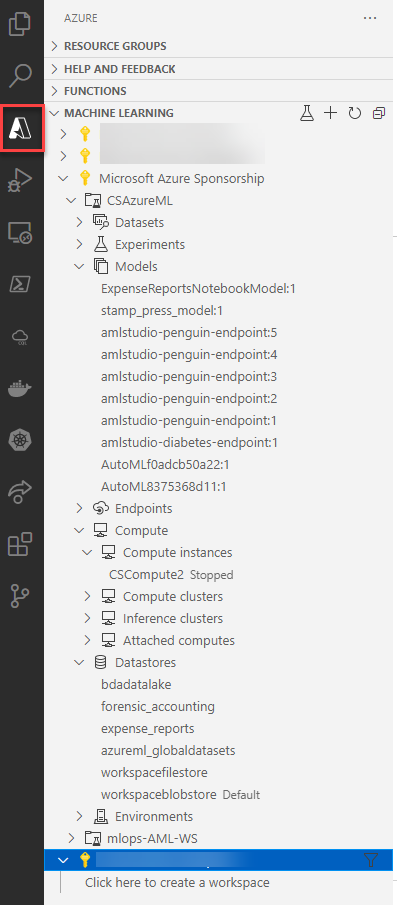 AZURE
RESOURCE GROUPS
HELP AND FEEDBACK
FUNCTIONS
MACHINE LEARNING
Microsoft Azure Sponsorship
CSAzureML
Datasets
Experiments
Models
ExpenseReportsNotebookModel:1
stamp_press_model:1
amlstudio-penguin-endpoint:5
amlstudio-penguin-endpoint:4
amlstudio-penguin-endpoint:3
amlstudio-penguin-endpoint:2
amlstudio-penguin-endpoint:1
amlstudio-diabetes-endpoint:1
AutoMLf0adcb50a22:1
AutoML8375368d11:1
Endpoints
Compute
Compute instances
CSCompute2 Stopped
Compute clusters
Inference clusters
Attached computes
Datastores
bdadatalake
forensic_accounting
expense_reports
azureml_globaldatasets
workspacefilestore
workspaceblobstore Default
Environments
mlops-AML-WS
Click here to create a workspace